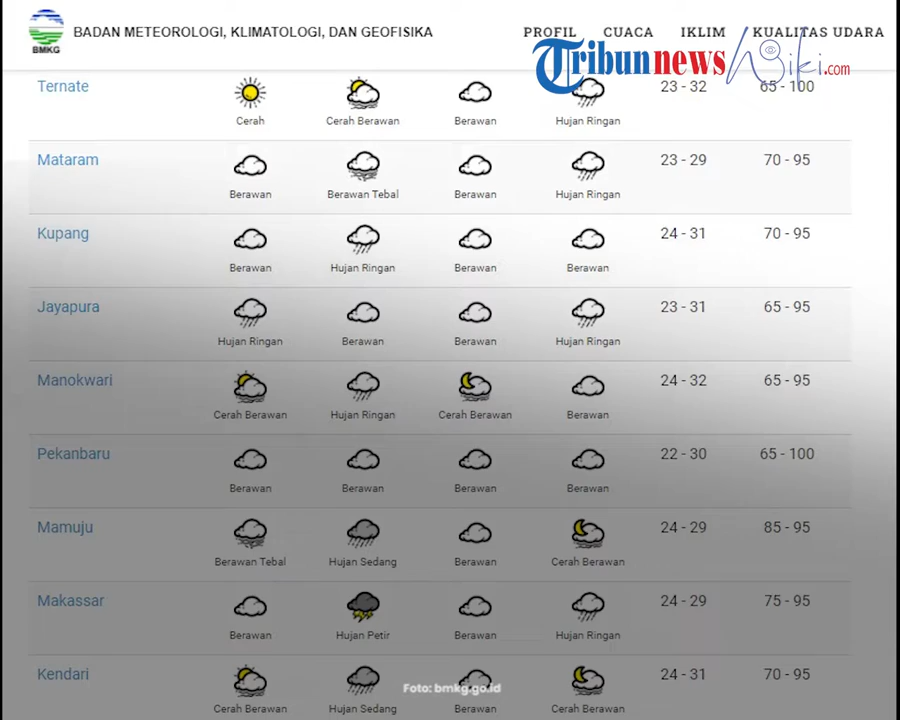 BADAN METEOROLOGI, KLIMATOLOGI, DAN GEOFISIKA PROFIL CUACA IKLIM KUALITAS UDARA
BMKG
Tribunnews Wiki.com
Ternate 23 - 32 65 - 100
Cerah Cerah Berawan Berawan Hujan Ringan
Mataram 23 - 29 70 - 95
Berawan Berawan Tebal Berawan Hujan Ringan
Kupang 24 - 31 70 - 95
Berawan Hujan Ringan Berawan Berawan
Jayapura 23 - 31 65 - 95
Hujan Ringan Berawan Berawan Hujan Ringan
Manokwari 24 - 32 65 - 95
Cerah Berawan Hujan Ringan Cerah Berawan Berawan
Pekanbaru 22 - 30 65 - 100
Berawan Berawan Berawan Berawan
Mamuju 24 - 29 85 - 95
Berawan Tebal Hujan Sedang Berawan Cerah Berawan
Makassar 24 - 29 75 - 95
Berawan Hujan Petir Berawan Hujan Ringan
Kendari 24 - 31 70 - 95
Foto: bmkg.go.id
Cerah Berawan Hujan Sedang Berawan Cerah Berawan